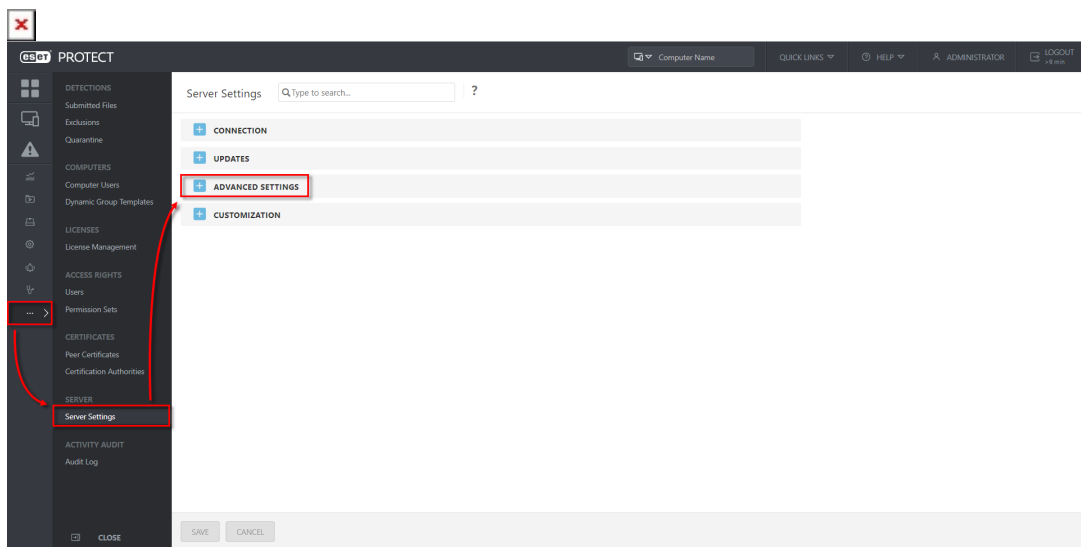 eset PROTECT
Computer Name
QUICK LINKS
HELP
ADMINISTRATOR
LOGOUT
>8 min
DETECTIONS
Submitted Files
Exclusions
Quarantine
COMPUTERS
Computer Users
Dynamic Group Templates
LICENSES
License Management
ACCESS RIGHTS
Users
Permission Sets
CERTIFICATES
Peer Certificates
Certification Authorities
SERVER
Server Settings
ACTIVITY AUDIT
Audit Log
CLOSE
Server Settings
Type to search...
?
CONNECTION
UPDATES
ADVANCED SETTINGS
CUSTOMIZATION
SAVE
CANCEL